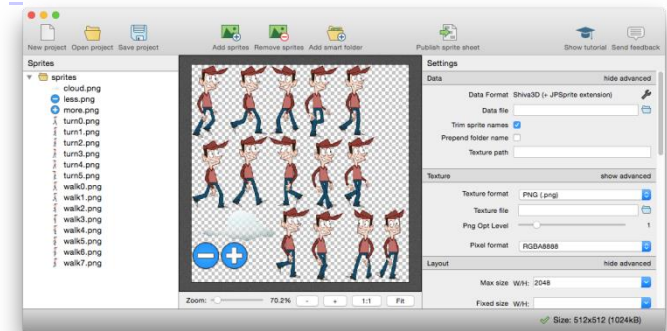 New project Open project Save project Add sprites Remove sprites Add smart folder Publish sprite sheet Show tutorial Send feedback
Sprites
sprites
cloud.png
less.png
more.png
turn0.png
turn1.png
turn2.png
turn3.png
turn4.png
turn5.png
walk0.png
walk1.png
walk2.png
walk3.png
walk4.png
walk5.png
walk6.png
walk7.png
Zoom: 70.2% - + 1:1 Fit
Settings
Data hide advanced
Data Format Shiva3D (+ JPSprite extension)
Data file
Trim sprite names
Prepend folder name
Texture path
Texture show advanced
Texture format PNG (.png)
Texture file
Png Opt Level 1
Pixel format RGBA8888
Layout hide advanced
Max size W/H: 2048
Fixed size W/H:
Size: 512x512 (1024kB)